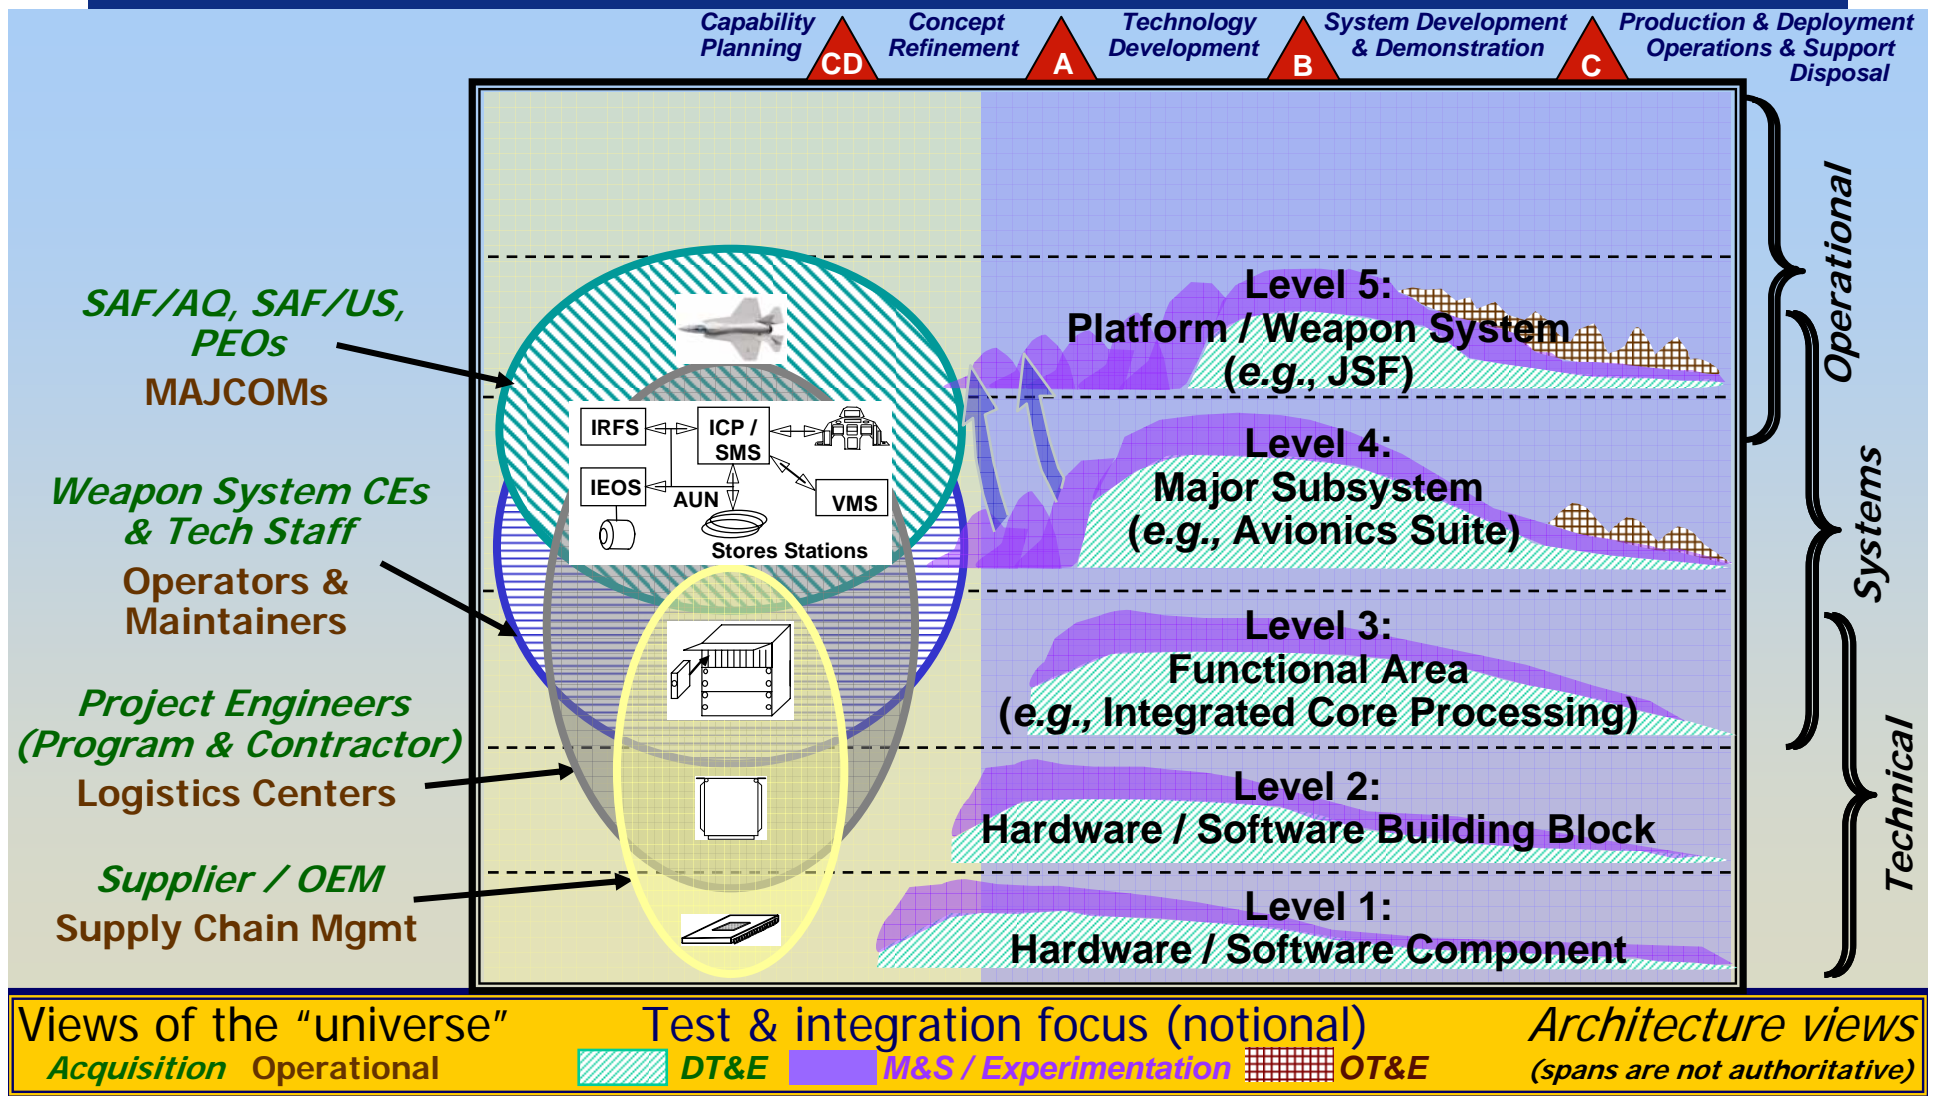 Capability
Planning
Concept
Refinement
Technology
Development
System Development
& Demonstration
Production & Deployment
Operations & Support
Disposal
CD
A
B
C
SAF/AQ, SAF/US,
PEOs
MAJCOMs
Weapon System CEs
& Tech Staff
Operators &
Maintainers
Project Engineers
(Program & Contractor)
Logistics Centers
Supplier / OEM
Supply Chain Mgmt
IRFS
ICP /
SMS
IEOS
AUN
VMS
Stores Stations
Level 5:
Platform / Weapon System
(e.g., JSF)
Level 4:
Major Subsystem
(e.g., Avionics Suite)
Level 3:
Functional Area
(e.g., Integrated Core Processing)
Level 2:
Hardware / Software Building Block
Level 1:
Hardware / Software Component
Operational
Systems
Technical
Views of the “universe”
Acquisition Operational
Test & integration focus (notional)
DT&E
M&S / Experimentation
OT&E
Architecture views
(spans are not authoritative)